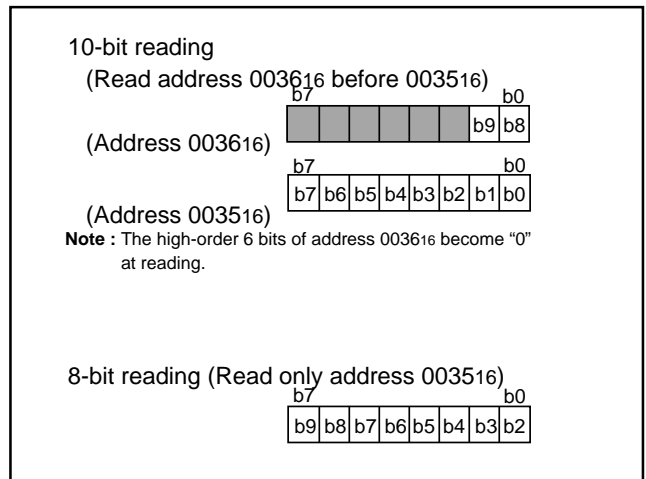 10-bit reading
(Read address 003616 before 003516)
b7 b0
b9 b8
(Address 003616)
b7 b0
b7 b6 b5 b4 b3 b2 b1 b0
(Address 003516)
Note : The high-order 6 bits of address 003616 become “0”
at reading.
8-bit reading (Read only address 003516)
b7 b0
b9 b8 b7 b6 b5 b4 b3 b2